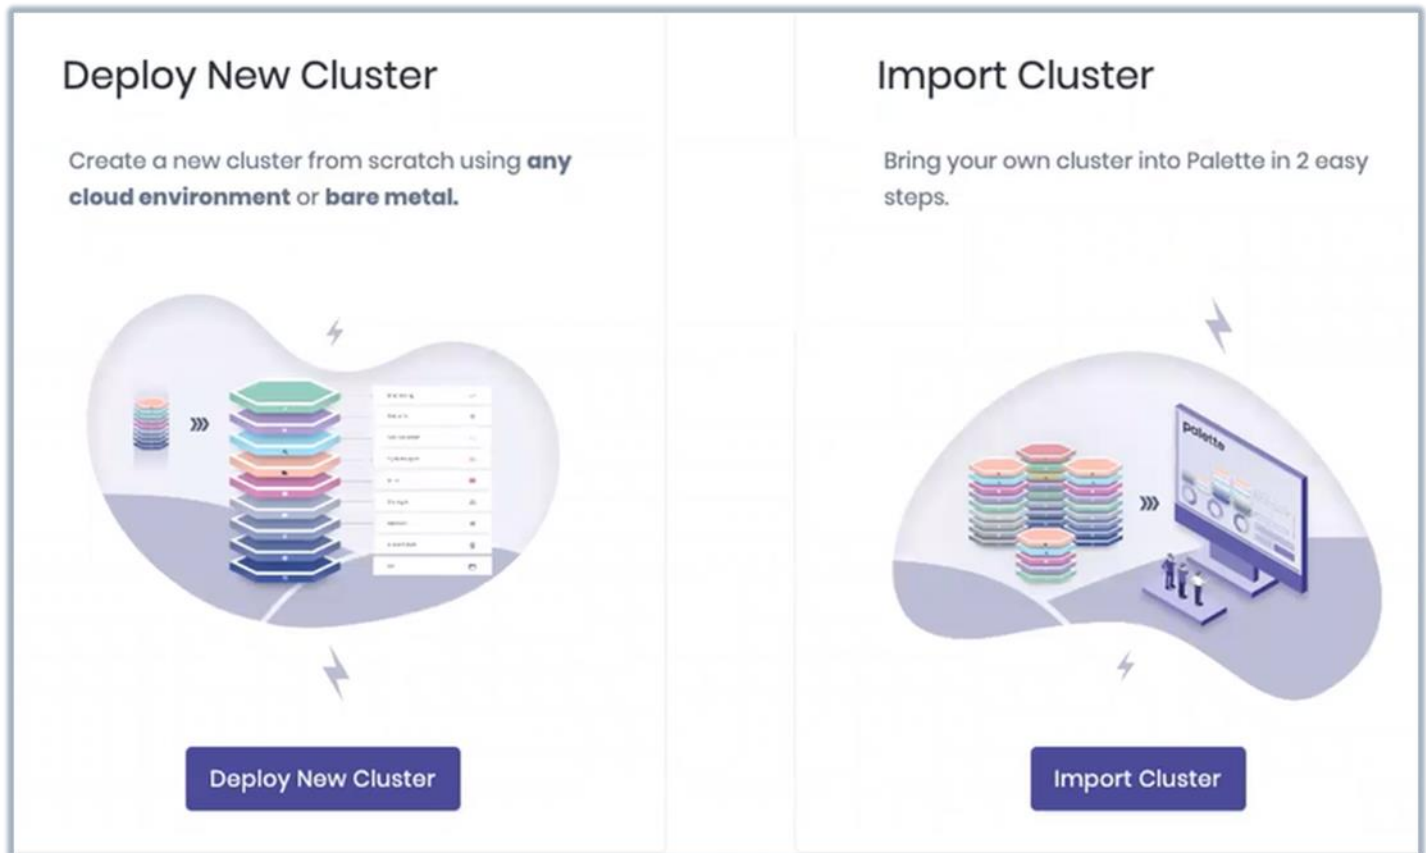 Deploy New Cluster
Create a new cluster from scratch using any
cloud environment or bare metal.
Deploy New Cluster
Import Cluster
Bring your own cluster into Palette in 2 easy
steps.
palette
Import Cluster